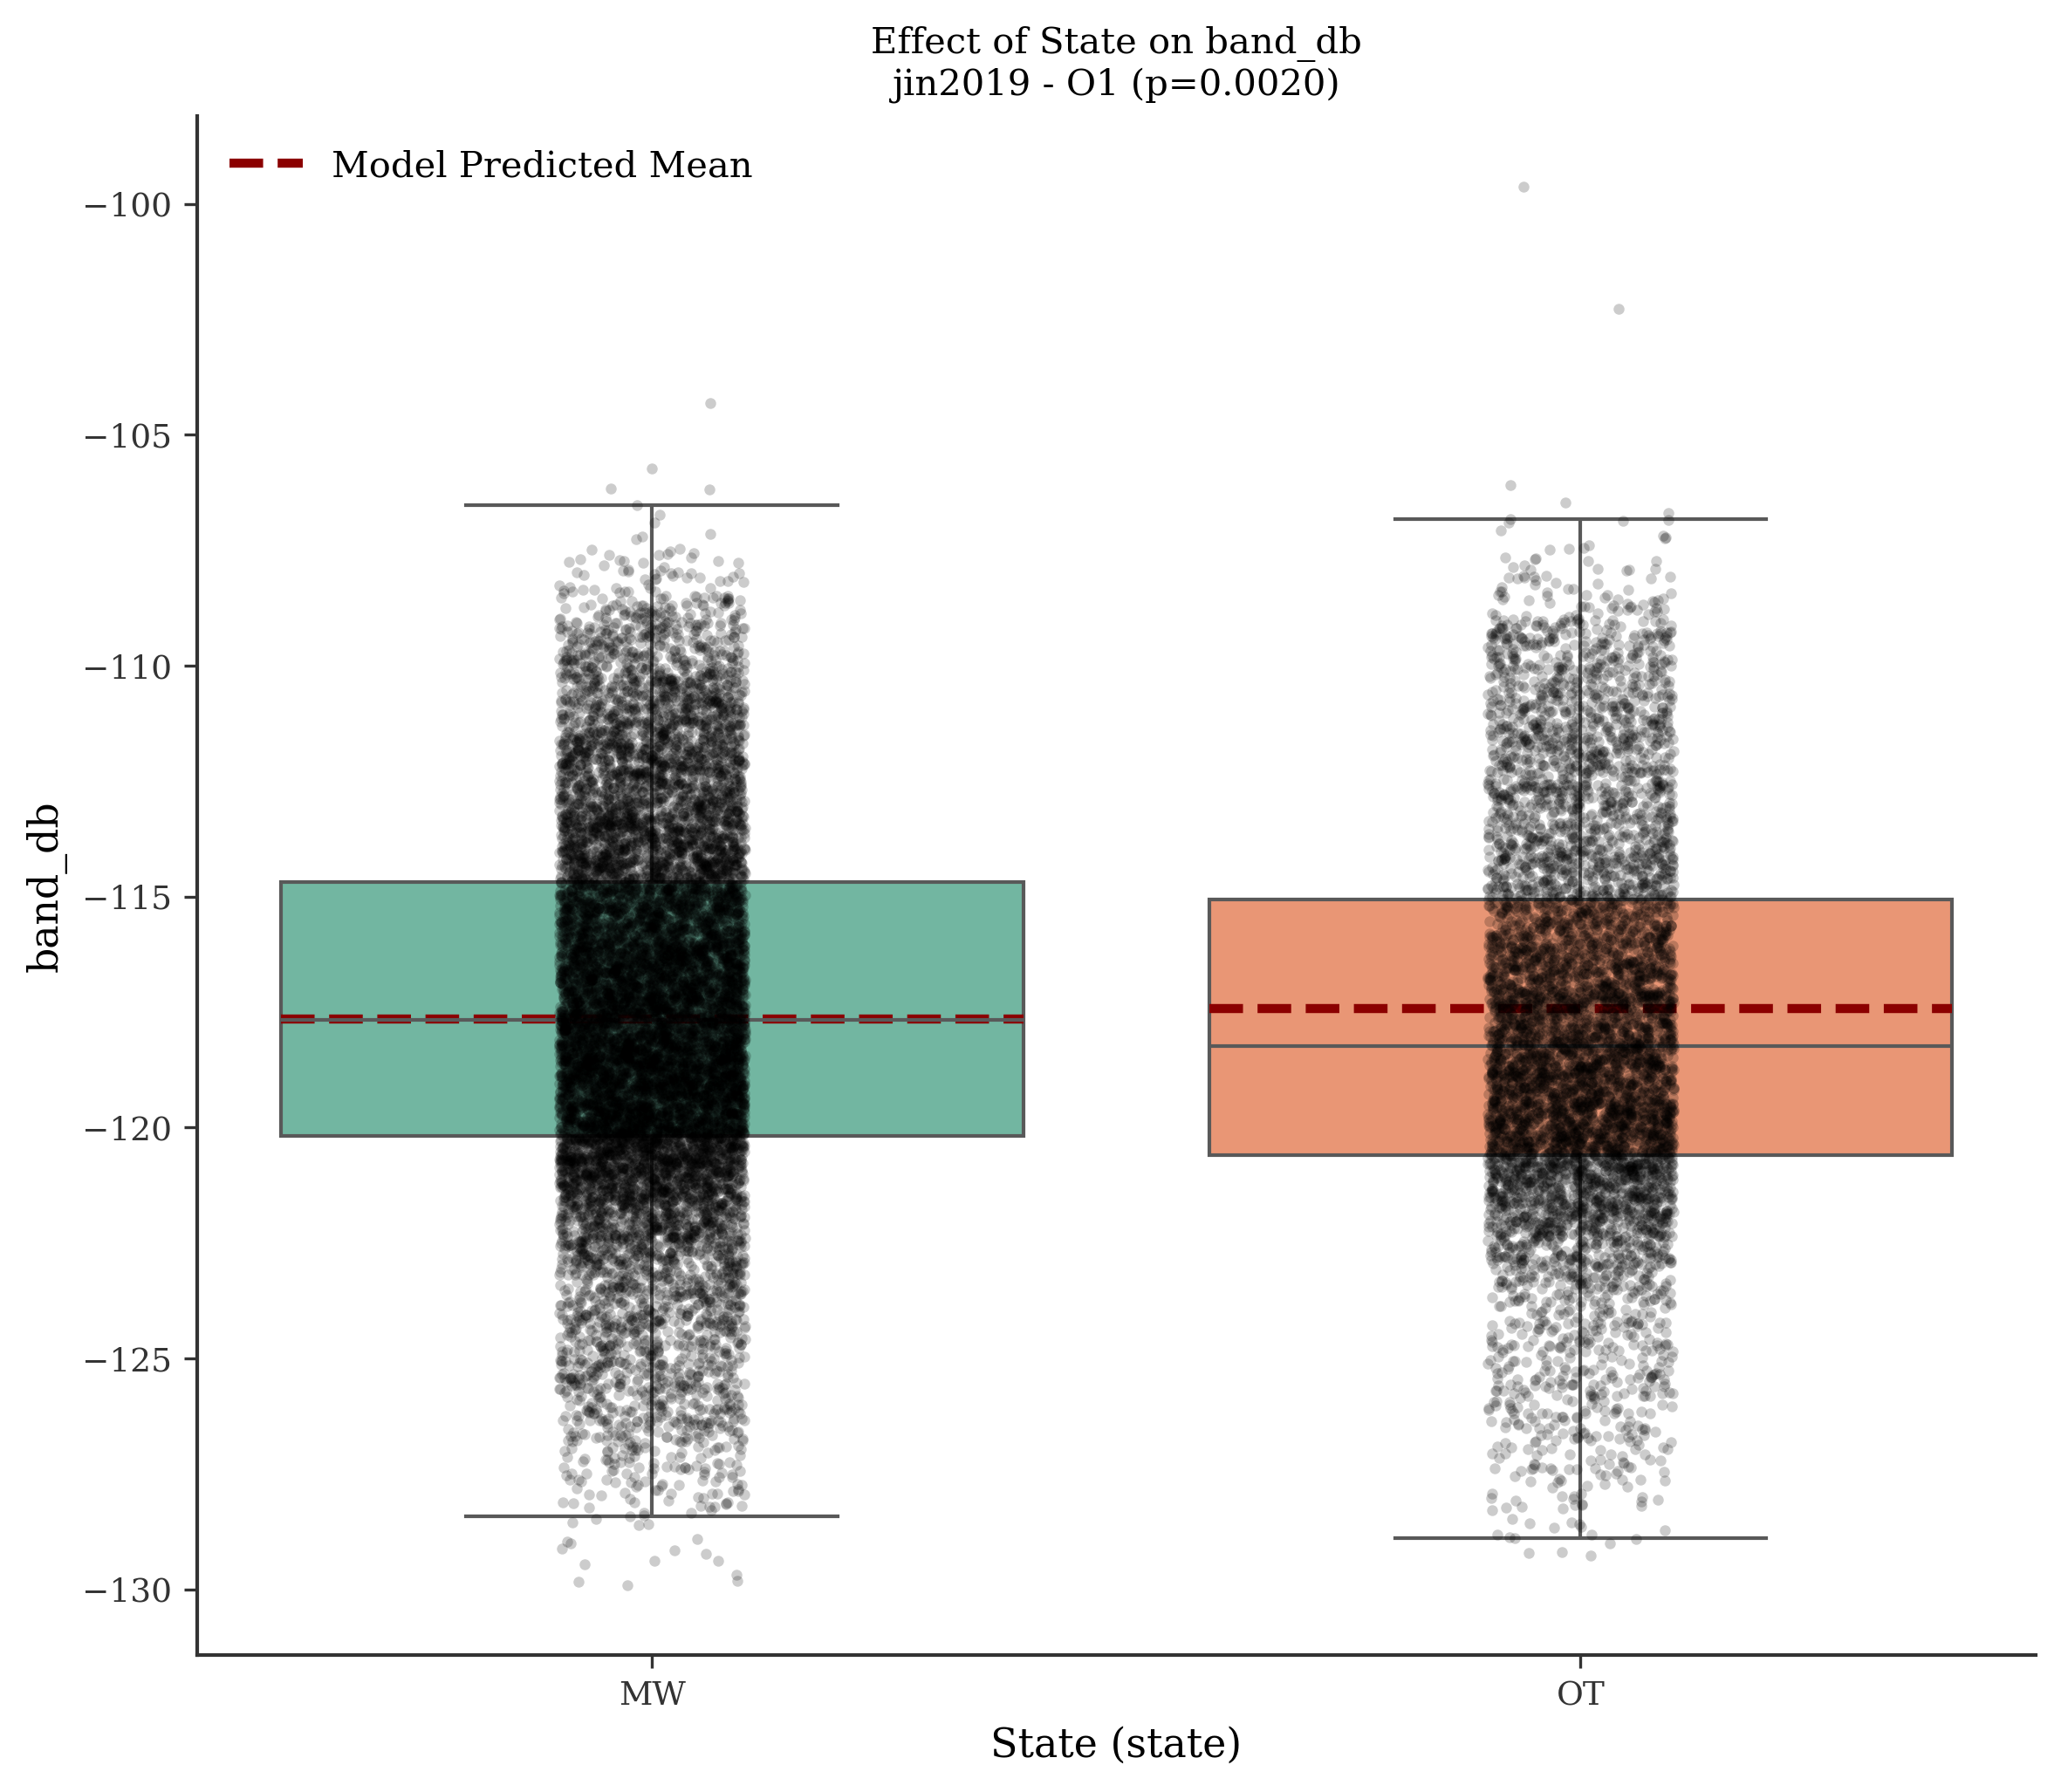 Effect of State on band_db
jin2019 - O1 (p=0.0020)
Model Predicted Mean
−100
−105
−110
−115
−120
−125
−130
band_db
MW
OT
State (state)